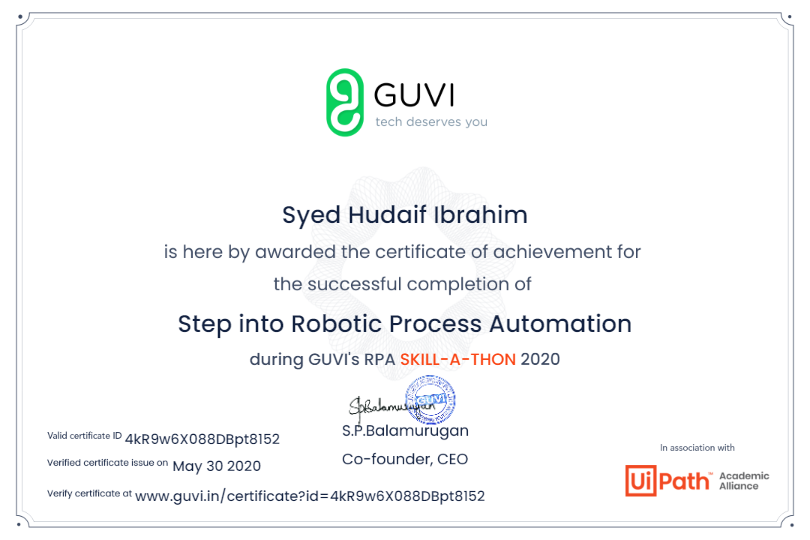 GUVI
tech deserves you
Syed Hudaif Ibrahim
is here by awarded the certificate of achievement for
the successful completion of
Step into Robotic Process Automation
during GUVI's RPA SKILL-A-THON 2020
S.P.Balamurugan
GUVI
S.P.Balamurugan
Co-founder, CEO
Valid certificate ID 4kR9w6X088DBpt8152
Verified certificate issue on May 30 2020
Verify certificate at www.guvi.in/certificate?id=4kR9w6X088DBpt8152
In association with
UiPath™ Academic
Alliance